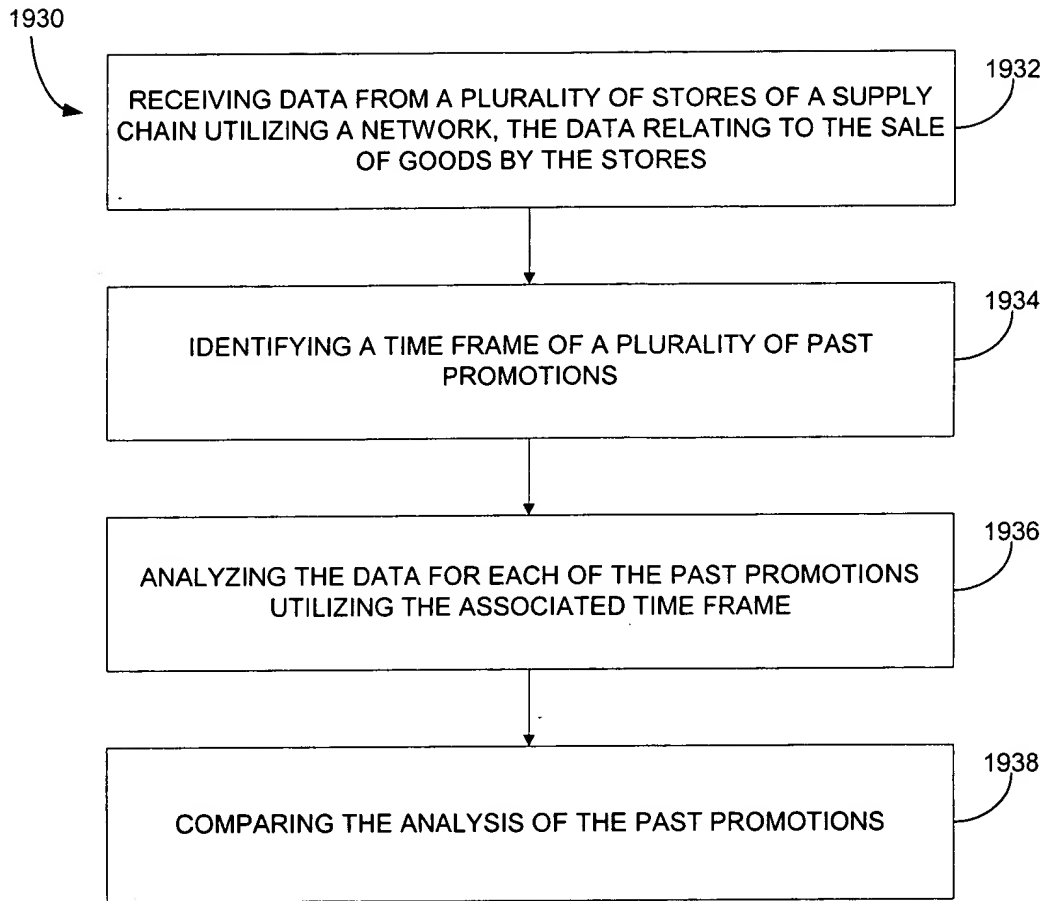 1930
1932
RECEIVING DATA FROM A PLURALITY OF STORES OF A SUPPLY
CHAIN UTILIZING A NETWORK, THE DATA RELATING TO THE SALE
OF GOODS BY THE STORES
1934
IDENTIFYING A TIME FRAME OF A PLURALITY OF PAST
PROMOTIONS
1936
ANALYZING THE DATA FOR EACH OF THE PAST PROMOTIONS
UTILIZING THE ASSOCIATED TIME FRAME
1938
COMPARING THE ANALYSIS OF THE PAST PROMOTIONS